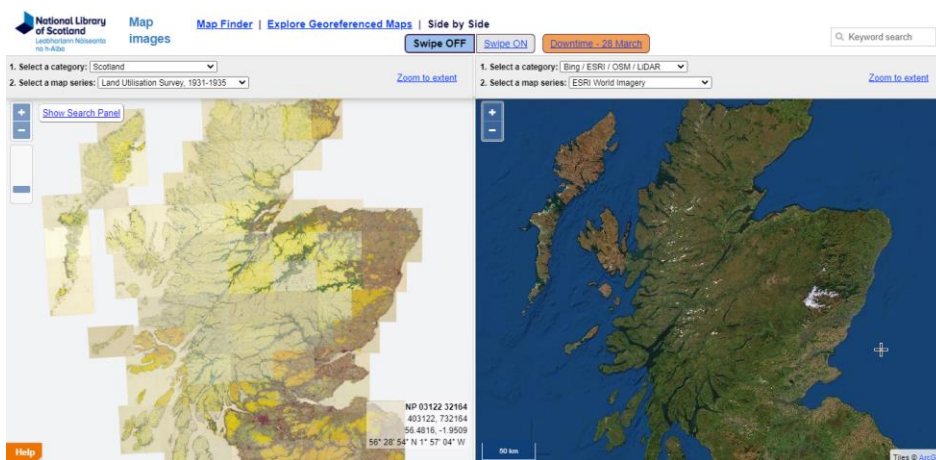 National Library
of Scotland
Leabharlann Nàiseanta
na h-Alba
Map
images
Map Finder | Explore Georeferenced Maps | Side by Side
Swipe OFF
Swipe ON
Downtime - 28 March
Keyword search
1. Select a category: Scotland
2. Select a map series: Land Utilisation Survey, 1931-1935
Zoom to extent
1. Select a category: Bing / ESRI / OSM / LiDAR
2. Select a map series: ESRI World Imagery
Zoom to extent
+
−
Show Search Panel
+
−
NP 03122 32164
403122, 732164
56.4816, -1.9509
56° 28' 54" N 1° 57' 04" W
Help
50 km
Tiles © ArcG